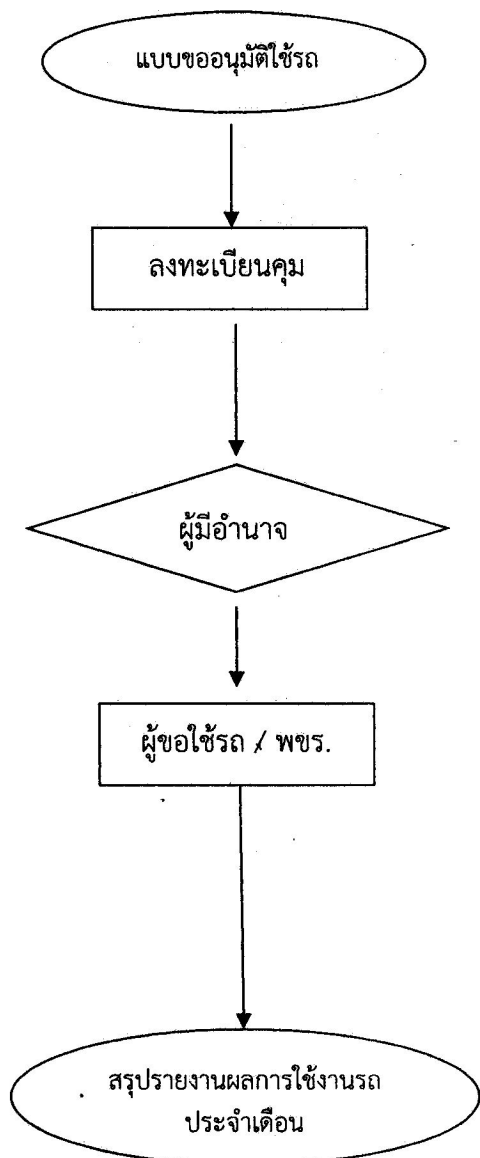 แบบขออนุมัติใช้รถ
ลงทะเบียนคุม
ผู้มีอำนาจ
ผู้ขอใช้รถ / พขร.
สรุปรายงานผลการใช้งานรถ
ประจำเดือน